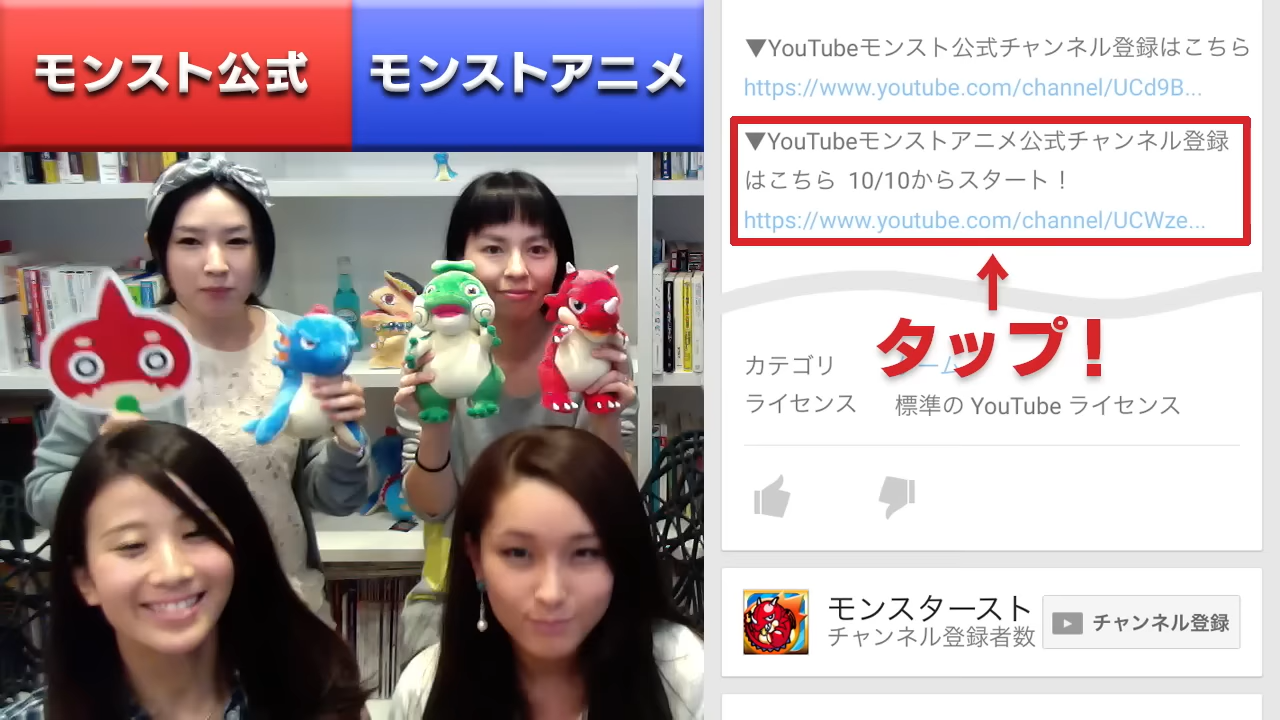 モンスト公式
モンストアニメ
▼YouTubeモンスト公式チャンネル登録はこちら
https://www.youtube.com/channel/UCd9B...
▼YouTubeモンストアニメ公式チャンネル登録
はこちら 10/10からスタート！
https://www.youtube.com/channel/UCWze...
タップ！
カテゴリ
ライセンス 標準の YouTube ライセンス
モンスタースト
チャンネル登録者数
チャンネル登録